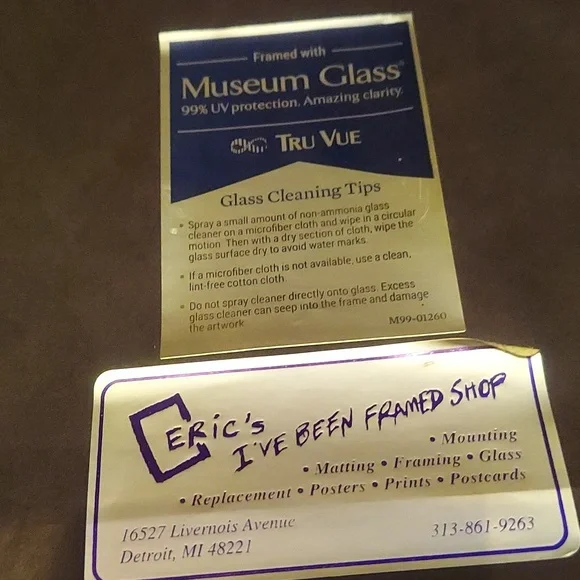 Framed with
Museum Glass®
99% UV protection. Amazing clarity.
TRU VUE
Glass Cleaning Tips
• Spray a small amount of non-ammonia glass
cleaner on a microfiber cloth and wipe in a circular
motion. Then with a dry section of cloth, wipe the
glass surface dry to avoid water marks.
• If a microfiber cloth is not available, use a clean,
lint-free cotton cloth.
• Do not spray cleaner directly onto glass. Excess
glass cleaner can seep into the frame and damage
the artwork.
M99-01260
ERIC'S
I'VE BEEN FRAMED SHOP
• Mounting
• Matting • Framing • Glass
• Replacement • Posters • Prints • Postcards
16527 Livernois Avenue
Detroit, MI 48221
313-861-9263